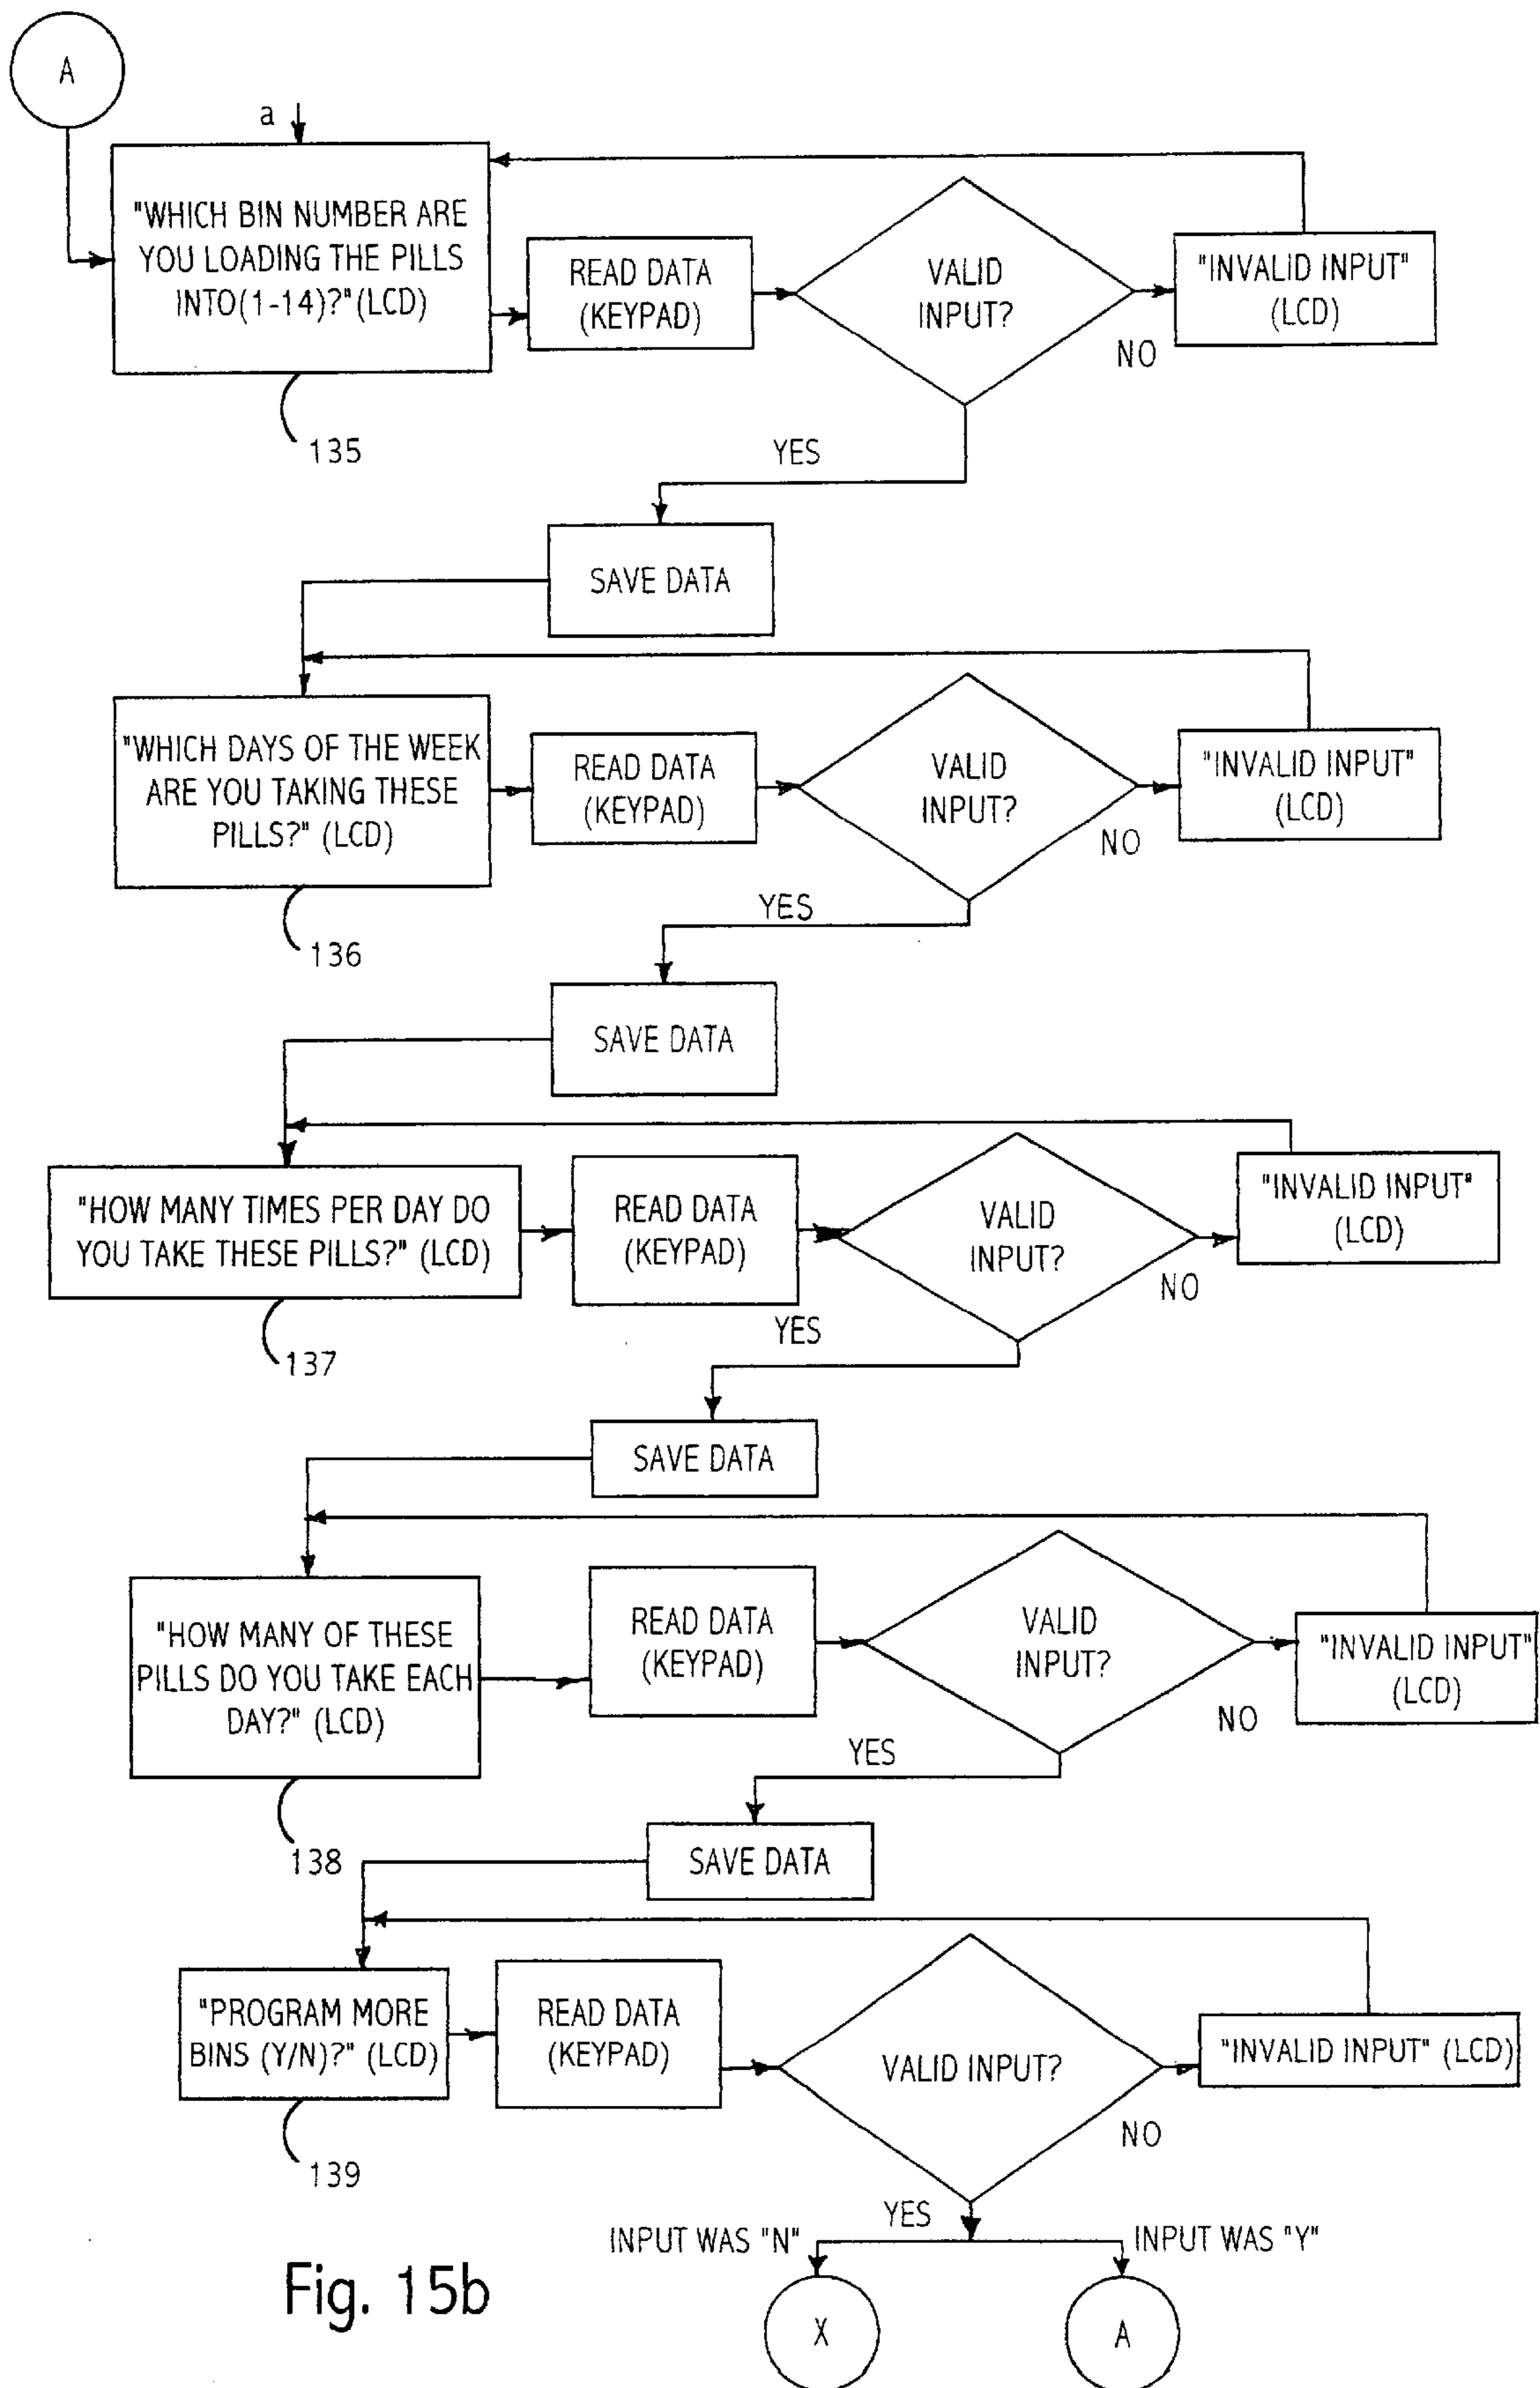 A
a
"WHICH BIN NUMBER ARE
YOU LOADING THE PILLS
INTO(1-14)?"(LCD)
READ DATA
(KEYPAD)
VALID
INPUT?
"INVALID INPUT"
(LCD)
NO
135
YES
SAVE DATA
"WHICH DAYS OF THE WEEK
ARE YOU TAKING THESE
PILLS?" (LCD)
READ DATA
(KEYPAD)
VALID
INPUT?
"INVALID INPUT"
(LCD)
NO
136
YES
SAVE DATA
"HOW MANY TIMES PER DAY DO
YOU TAKE THESE PILLS?" (LCD)
READ DATA
(KEYPAD)
VALID
INPUT?
"INVALID INPUT"
(LCD)
NO
137
YES
SAVE DATA
"HOW MANY OF THESE
PILLS DO YOU TAKE EACH
DAY?" (LCD)
READ DATA
(KEYPAD)
VALID
INPUT?
"INVALID INPUT"
(LCD)
NO
138
YES
SAVE DATA
"PROGRAM MORE
BINS (Y/N)?" (LCD)
READ DATA
(KEYPAD)
VALID INPUT?
"INVALID INPUT" (LCD)
NO
139
YES
INPUT WAS "N"
INPUT WAS "Y"
X
A
Fig. 15b